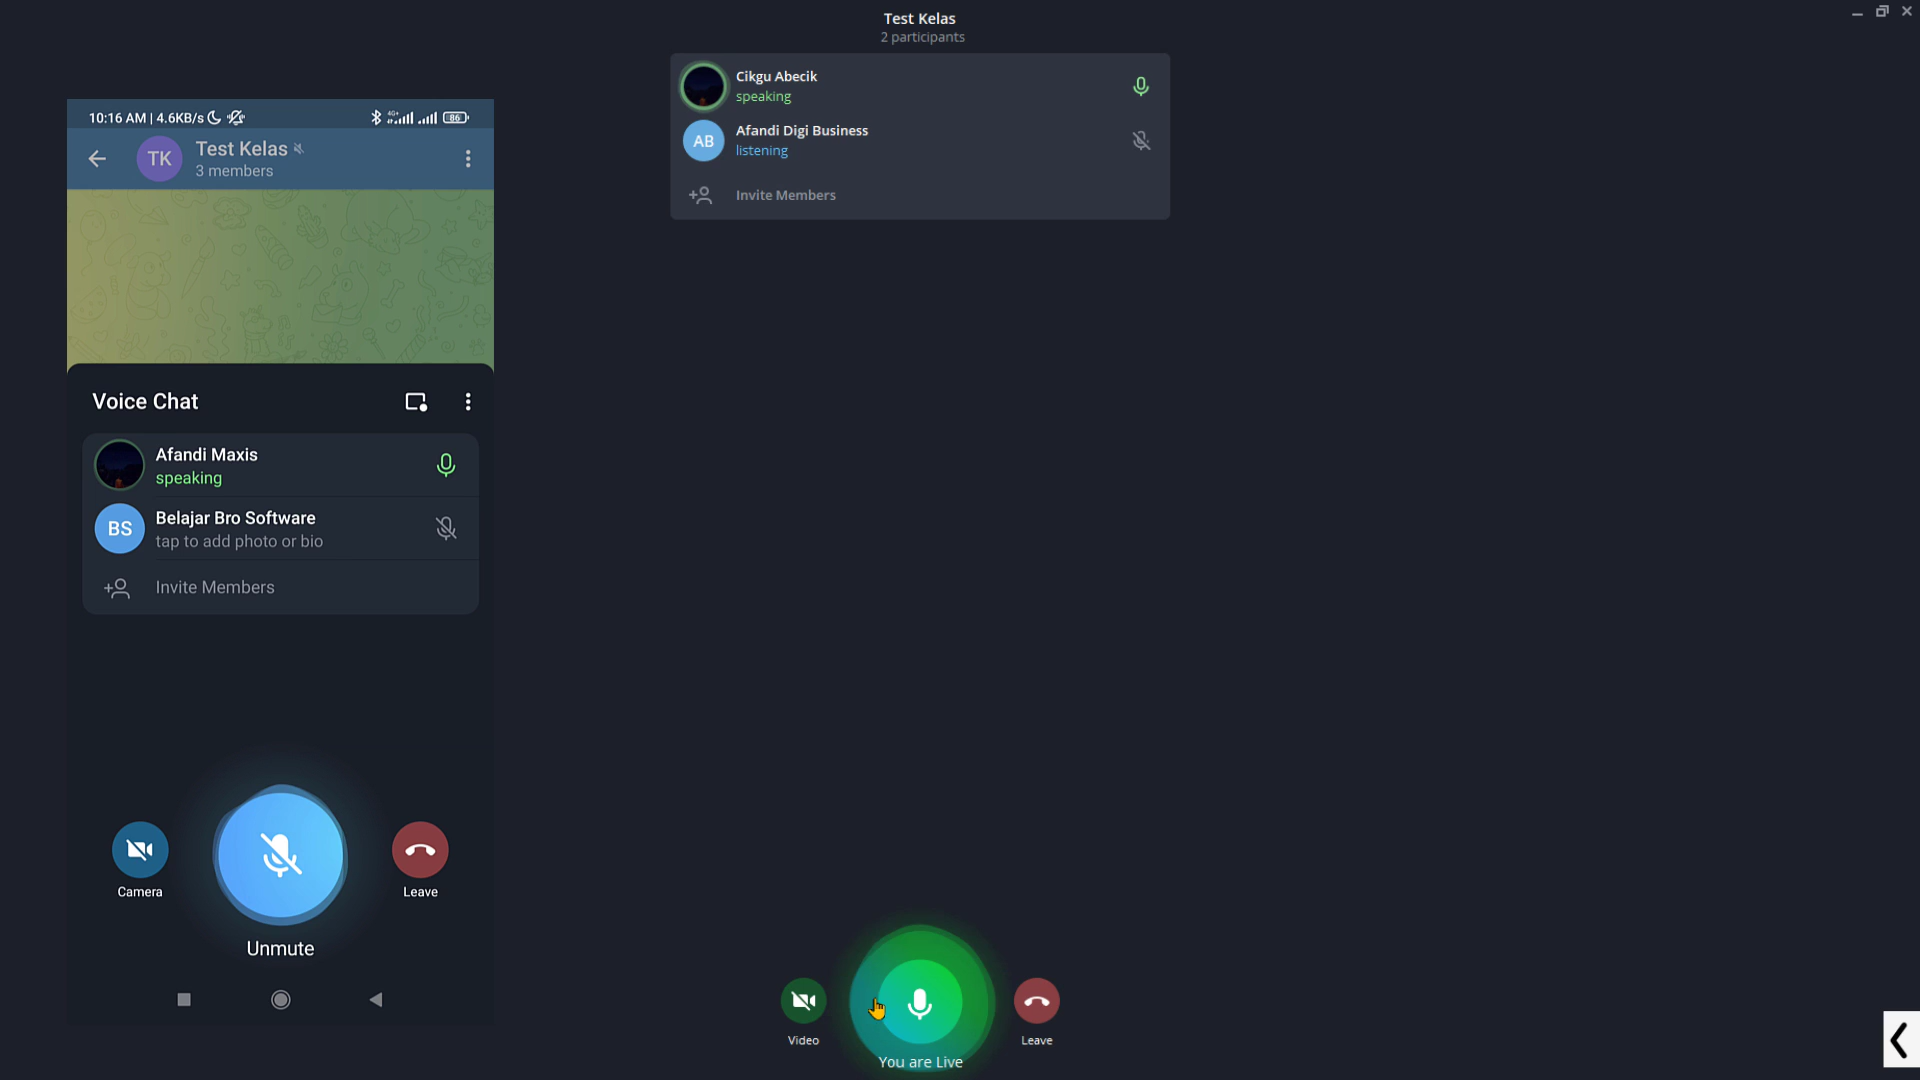 Test Kelas
2 participants
Cikgu Abecik
speaking
AB
Afandi Digi Business
listening
Invite Members
10:16 AM | 4.6KB/s
4G+
86
TK
Test Kelas
3 members
Voice Chat
Afandi Maxis
speaking
BS
Belajar Bro Software
tap to add photo or bio
Invite Members
Camera
Leave
Unmute
Video
Leave
You are Live